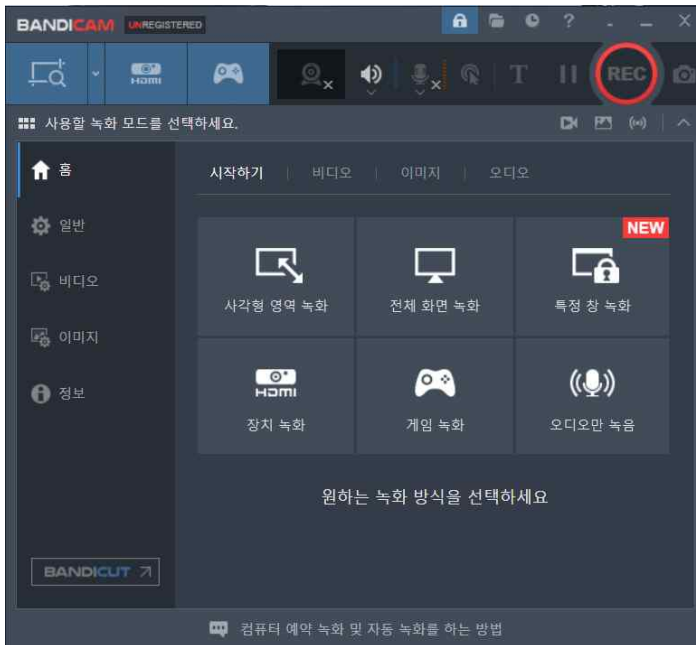 BANDICAM UNREGISTERED
HDMI
T
REC
사용할 녹화 모드를 선택하세요.
홈
일반
비디오
이미지
정보
시작하기 | 비디오 | 이미지 | 오디오
NEW
사각형 영역 녹화
전체 화면 녹화
특정 창 녹화
HDMI
장치 녹화
게임 녹화
오디오만 녹음
원하는 녹화 방식을 선택하세요
BANDICUT
컴퓨터 예약 녹화 및 자동 녹화를 하는 방법